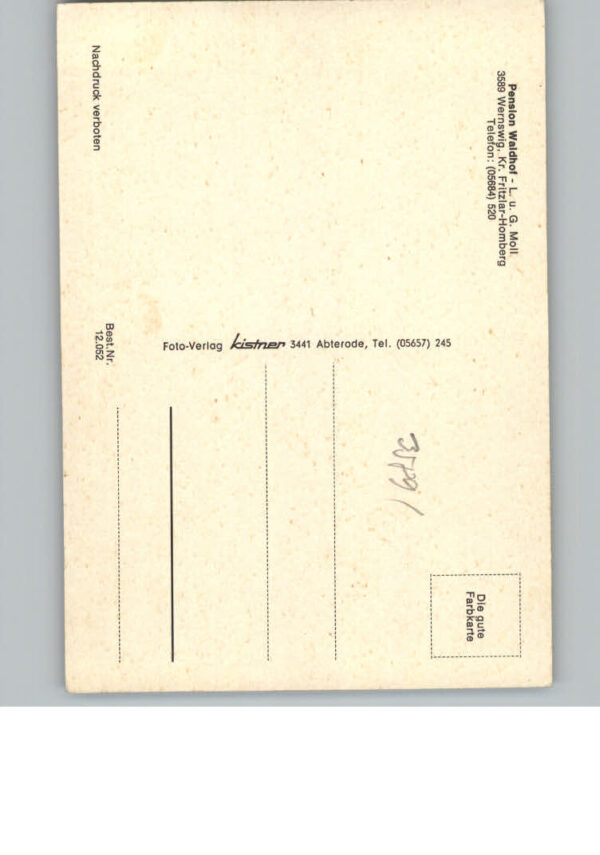 Pension Waldhof - L. u. G. Moll
3589 Wernswig, Kr. Fritzlar-Homberg
Telefon: (05684) 520
Die gute
Farbkarte
Foto-Verlag kistner 3441 Abterode, Tel. (05657) 245
Nachdruck verboten
Best.Nr.
12.052